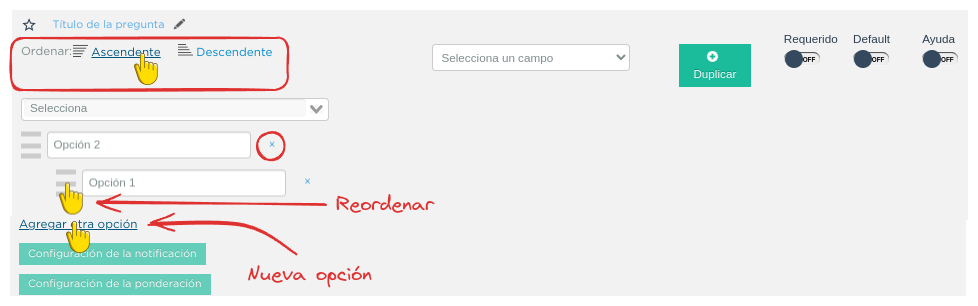 Título de la pregunta
Ordenar: Ascendente Descendente
Selecciona un campo
Duplicar
Requerido Default Ayuda
OFF OFF OFF
Selecciona
Opción 2 ×
Opción 1 ×
Reordenar
Agregar otra opción
Configuración de la notificación
Nueva opción
Configuración de la ponderación